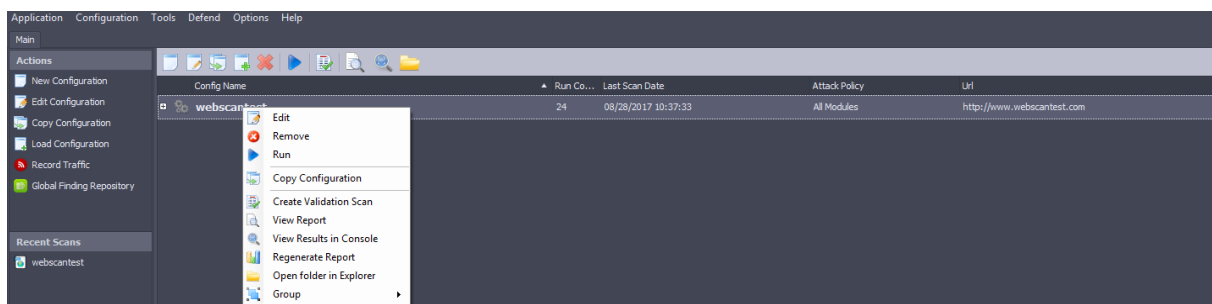 Application Configuration Tools Defend Options Help
Main
Actions
New Configuration
Edit Configuration
Copy Configuration
Load Configuration
Record Traffic
Global Finding Repository
Recent Scans
webscantest
Config Name Run Co... Last Scan Date Attack Policy Url
webscantest 24 08/28/2017 10:37:33 All Modules http://www.webscantest.com
Edit
Remove
Run
Copy Configuration
Create Validation Scan
View Report
View Results in Console
Regenerate Report
Open folder in Explorer
Group